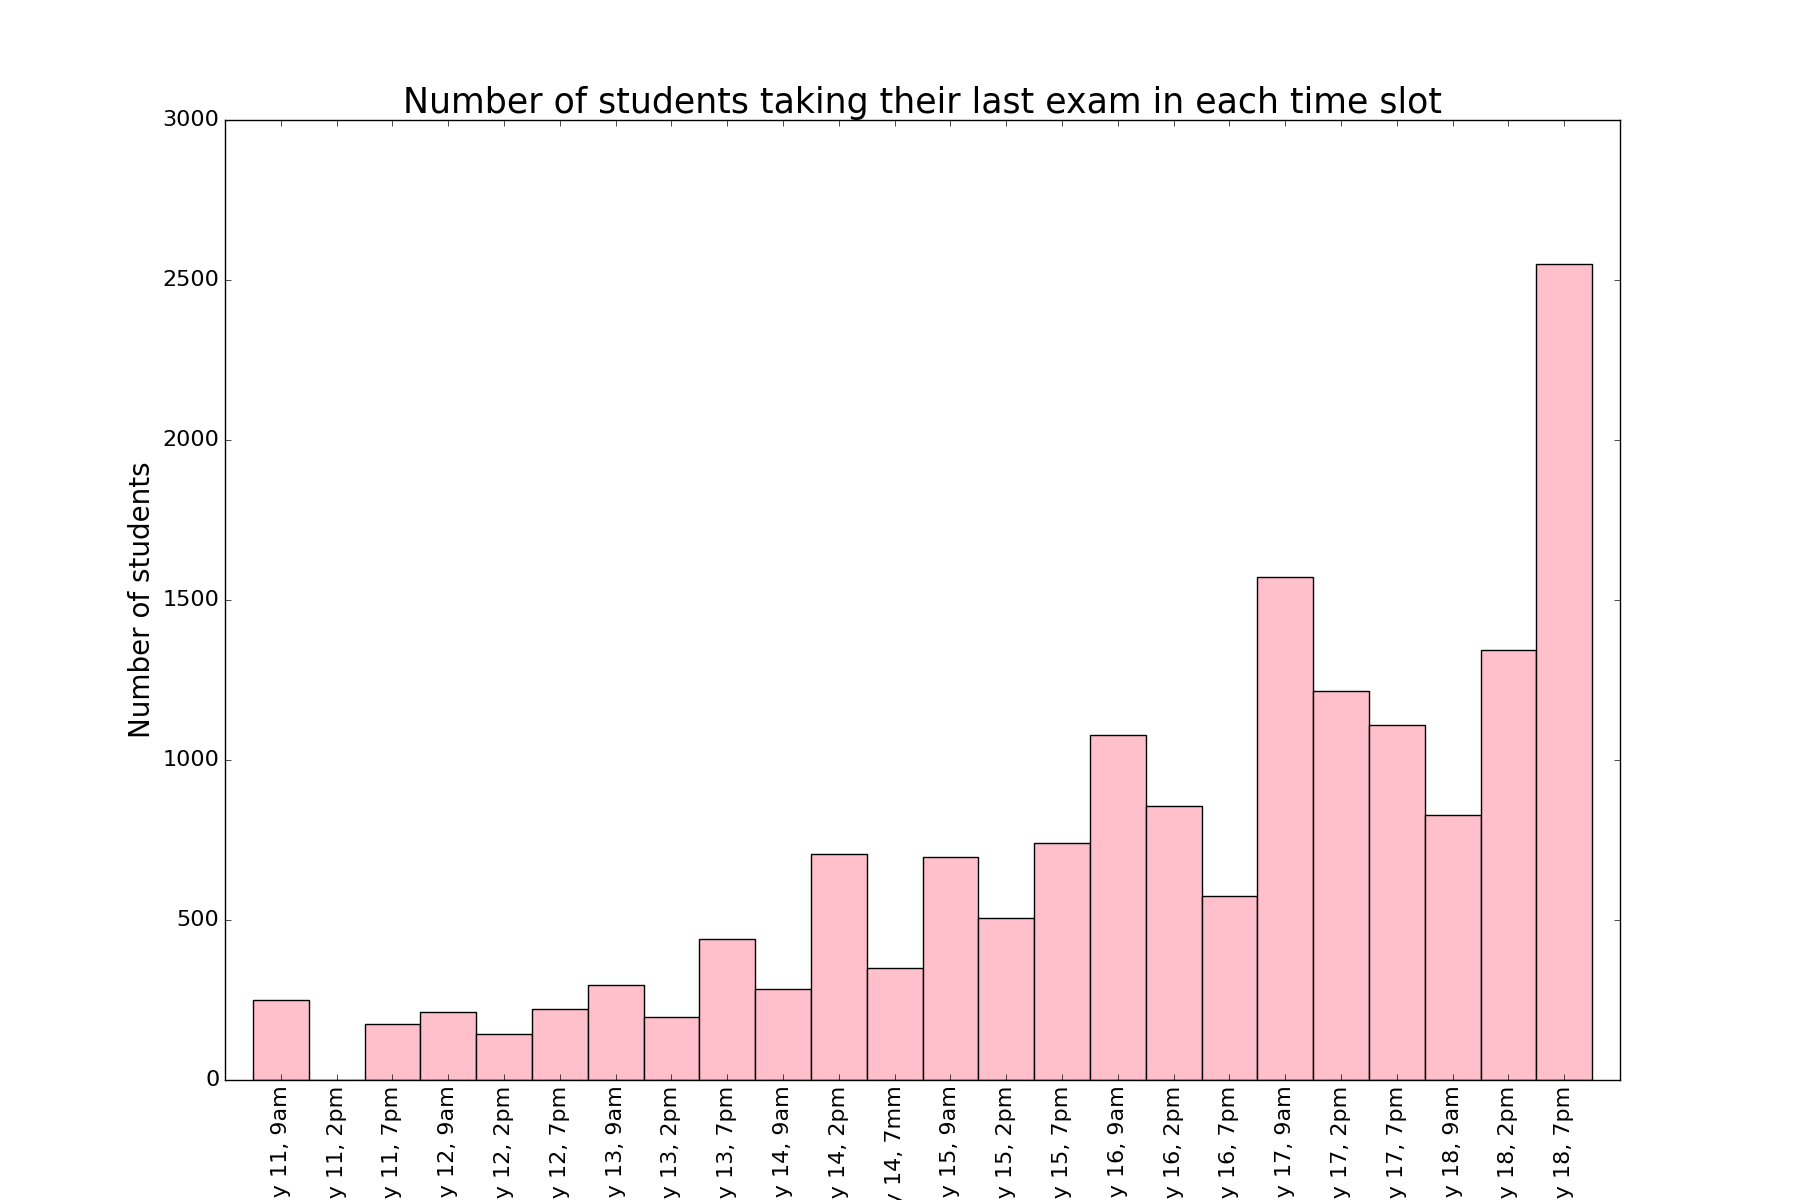 Number of students taking their last exam in each time slot
Number of students
3000
2500
2000
1500
1000
500
0
y 11, 9am
y 11, 2pm
y 11, 7pm
y 12, 9am
y 12, 2pm
y 12, 7pm
y 13, 9am
y 13, 2pm
y 13, 7pm
y 14, 9am
y 14, 2pm
y 14, 7mm
y 15, 9am
y 15, 2pm
y 15, 7pm
y 16, 9am
y 16, 2pm
y 16, 7pm
y 17, 9am
y 17, 2pm
y 17, 7pm
y 18, 9am
y 18, 2pm
y 18, 7pm